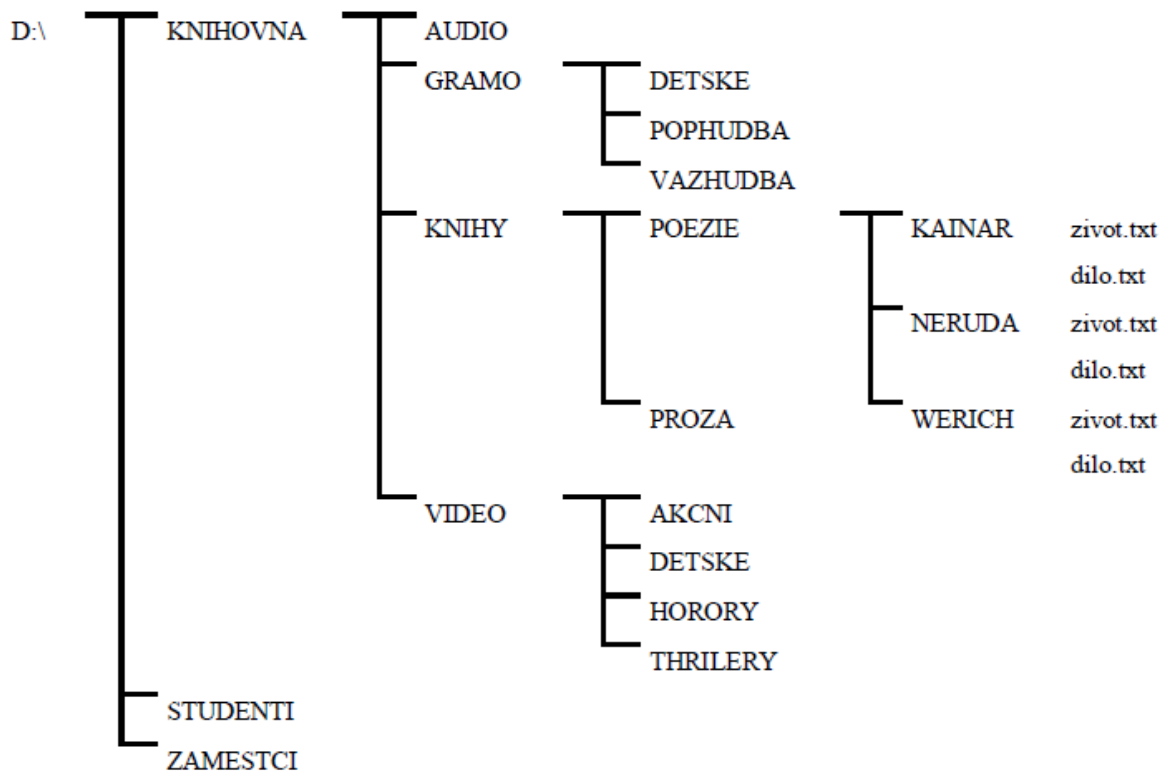 D:\ KNIHOVNA AUDIO
GRAMO DETSKE
POPHUDBA
VAZHUDBA
KNIHY POEZIE KAINAR zivot.txt
dilo.txt
NERUDA zivot.txt
dilo.txt
PROZA WERICH zivot.txt
dilo.txt
VIDEO AKCNI
DETSKE
HORORY
THRILERY
STUDENTI
ZAMESTCI